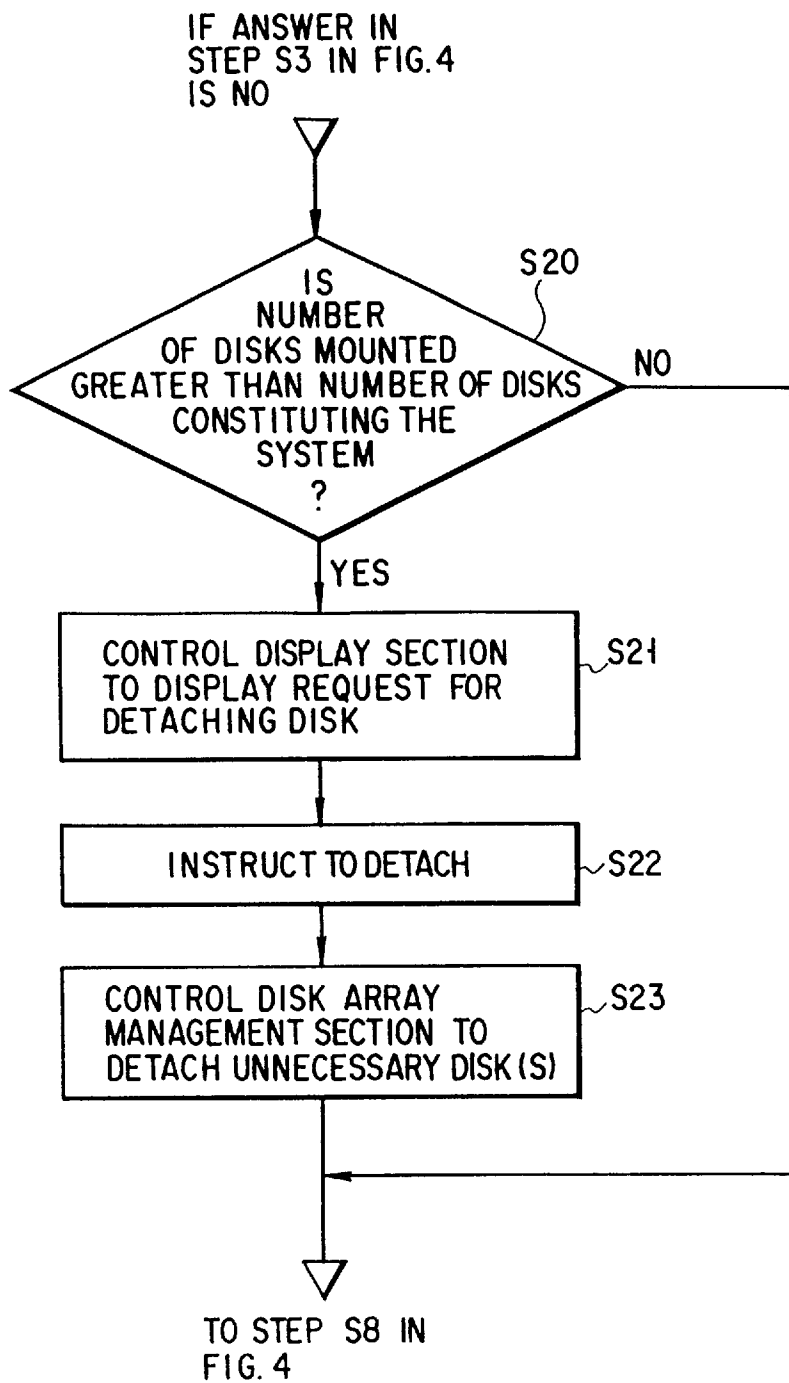 IF ANSWER IN
STEP S3 IN FIG.4
IS NO
S20
IS
NUMBER
OF DISKS MOUNTED
GREATER THAN NUMBER OF DISKS
CONSTITUTING THE
SYSTEM
?
NO
YES
CONTROL DISPLAY SECTION
TO DISPLAY REQUEST FOR
DETACHING DISK
S21
INSTRUCT TO DETACH
S22
CONTROL DISK ARRAY
MANAGEMENT SECTION TO
DETACH UNNECESSARY DISK(S)
S23
TO STEP S8 IN
FIG. 4